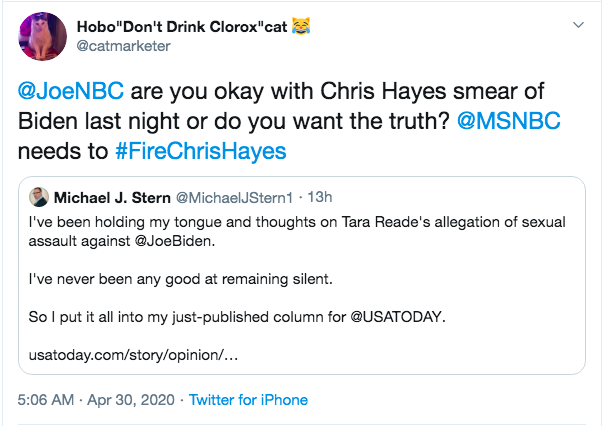 Hobo"Don't Drink Clorox"cat 😹
@catmarketer
@JoeNBC are you okay with Chris Hayes smear of
Biden last night or do you want the truth? @MSNBC
needs to #FireChrisHayes
Michael J. Stern @MichaelJStern1 · 13h
I've been holding my tongue and thoughts on Tara Reade's allegation of sexual
assault against @JoeBiden.
I've never been any good at remaining silent.
So I put it all into my just-published column for @USATODAY.
usatoday.com/story/opinion/…
5:06 AM · Apr 30, 2020 · Twitter for iPhone